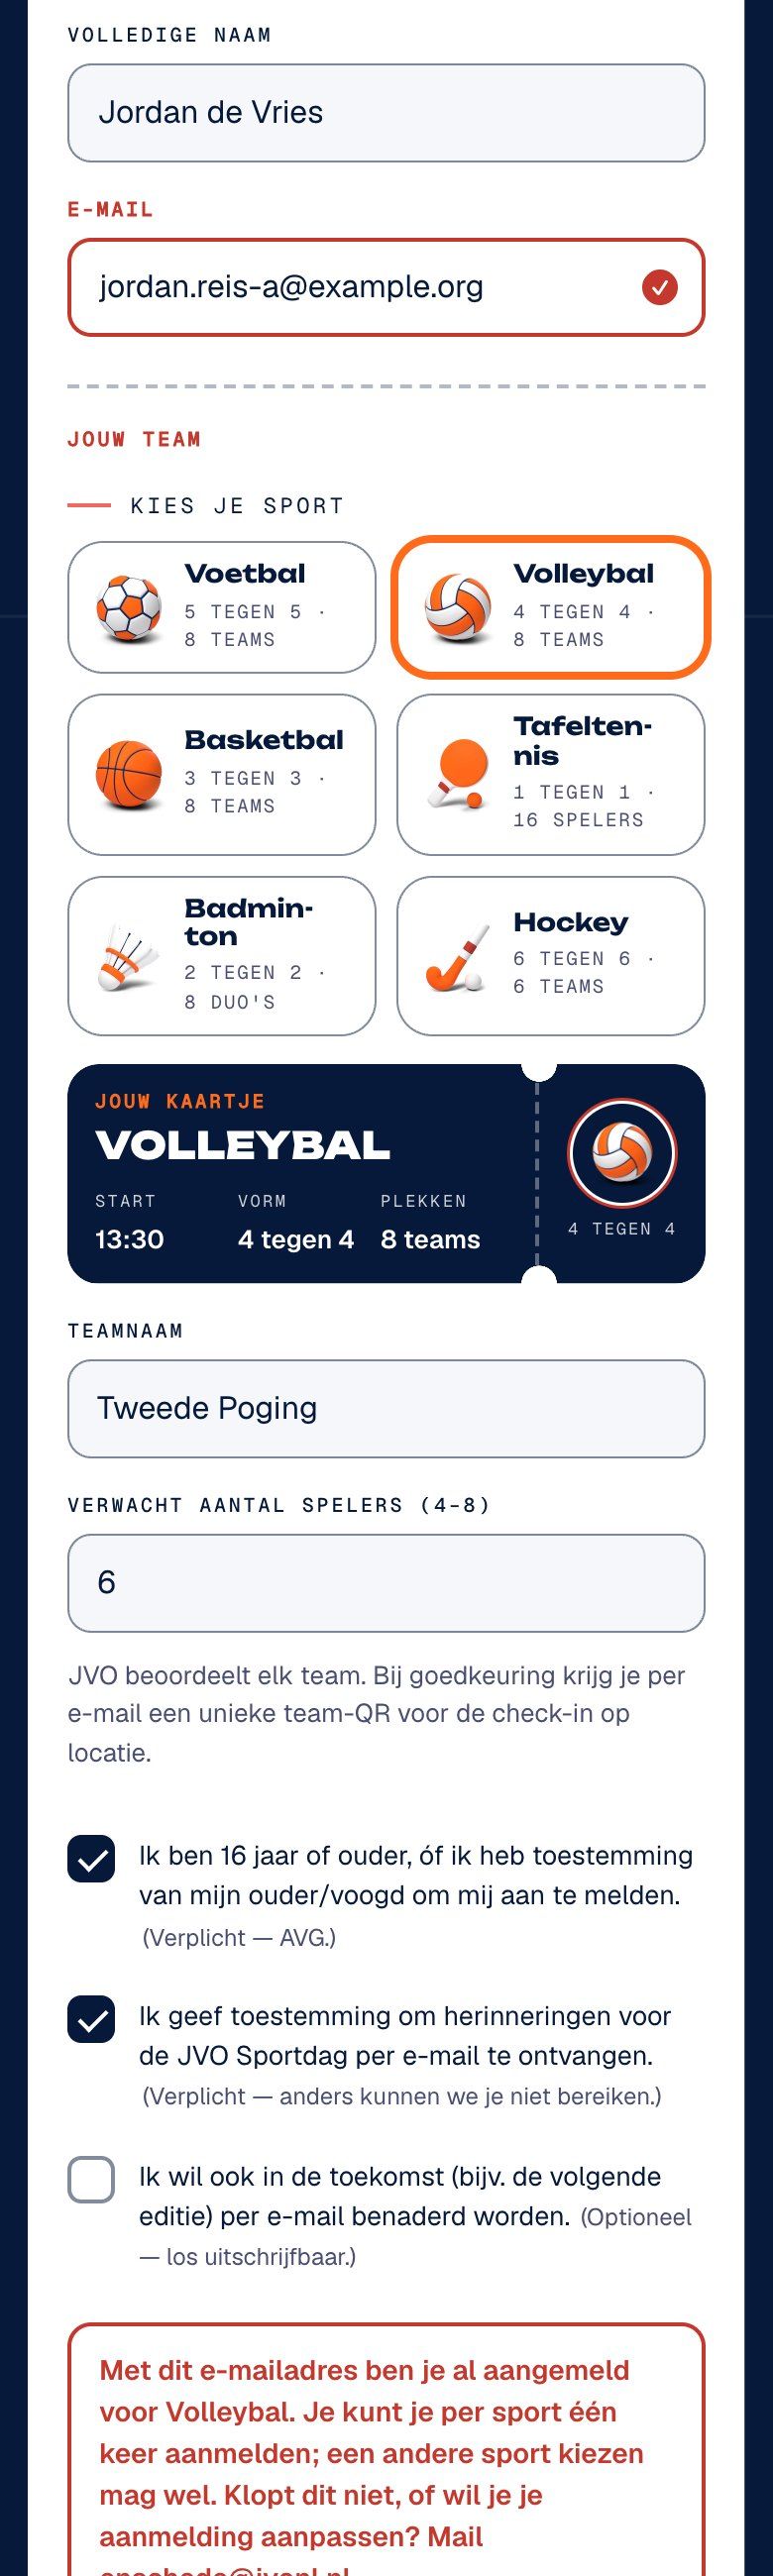 VOLLEDIGE NAAM
Jordan de Vries
E-MAIL
jordan.reis-a@example.org
JOUW TEAM
KIES JE SPORT
Voetbal
5 TEGEN 5 ·
8 TEAMS
Volleybal
4 TEGEN 4 ·
8 TEAMS
Basketbal
3 TEGEN 3 ·
8 TEAMS
Tafelten-
nis
1 TEGEN 1 ·
16 SPELERS
Badmin-
ton
2 TEGEN 2 ·
8 DUO'S
Hockey
6 TEGEN 6 ·
6 TEAMS
JOUW KAARTJE
VOLLEYBAL
START
13:30
VORM
4 tegen 4
PLEKKEN
8 teams
4 TEGEN 4
TEAMNAAM
Tweede Poging
VERWACHT AANTAL SPELERS (4–8)
6
JVO beoordeelt elk team. Bij goedkeuring krijg je per
e-mail een unieke team-QR voor de check-in op
locatie.
Ik ben 16 jaar of ouder, óf ik heb toestemming
van mijn ouder/voogd om mij aan te melden.
(Verplicht — AVG.)
Ik geef toestemming om herinneringen voor
de JVO Sportdag per e-mail te ontvangen.
(Verplicht — anders kunnen we je niet bereiken.)
Ik wil ook in de toekomst (bijv. de volgende
editie) per e-mail benaderd worden. (Optioneel
— los uitschrijfbaar.)
Met dit e-mailadres ben je al aangemeld
voor Volleybal. Je kunt je per sport één
keer aanmelden; een andere sport kiezen
mag wel. Klopt dit niet, of wil je je
aanmelding aanpassen? Mail